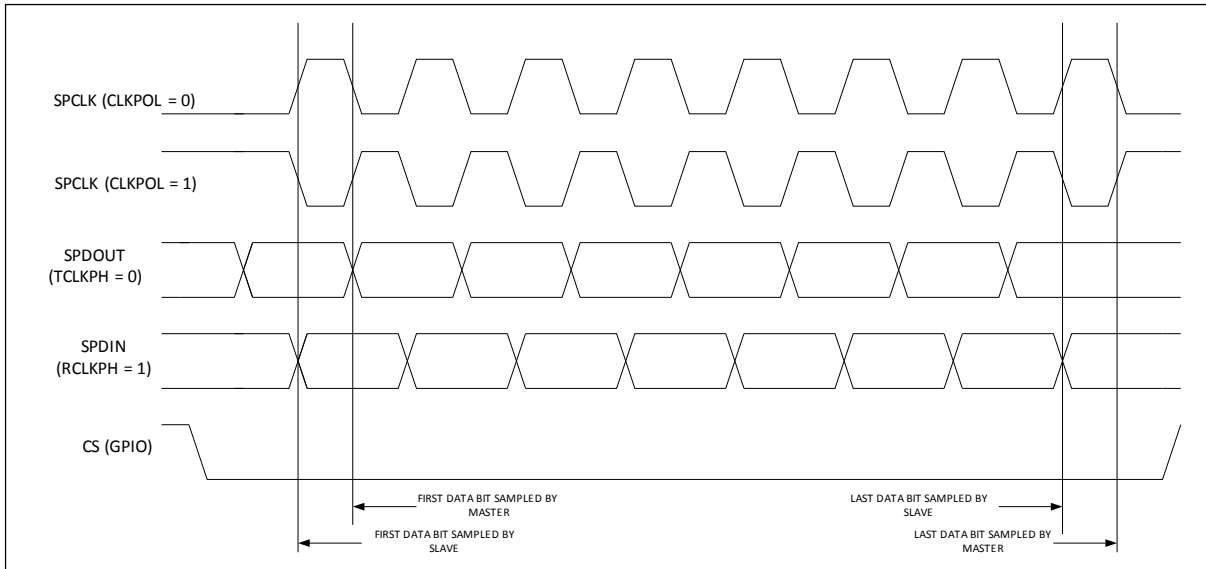 SPCLK (CLKPOL = 0)
SPCLK (CLKPOL = 1)
SPDOUT
(TCLKPH = 0)
SPDIN
(RCLKPH = 1)
CS (GPIO)
FIRST DATA BIT SAMPLED BY
MASTER
LAST DATA BIT SAMPLED BY
SLAVE
FIRST DATA BIT SAMPLED BY
SLAVE
LAST DATA BIT SAMPLED BY
MASTER